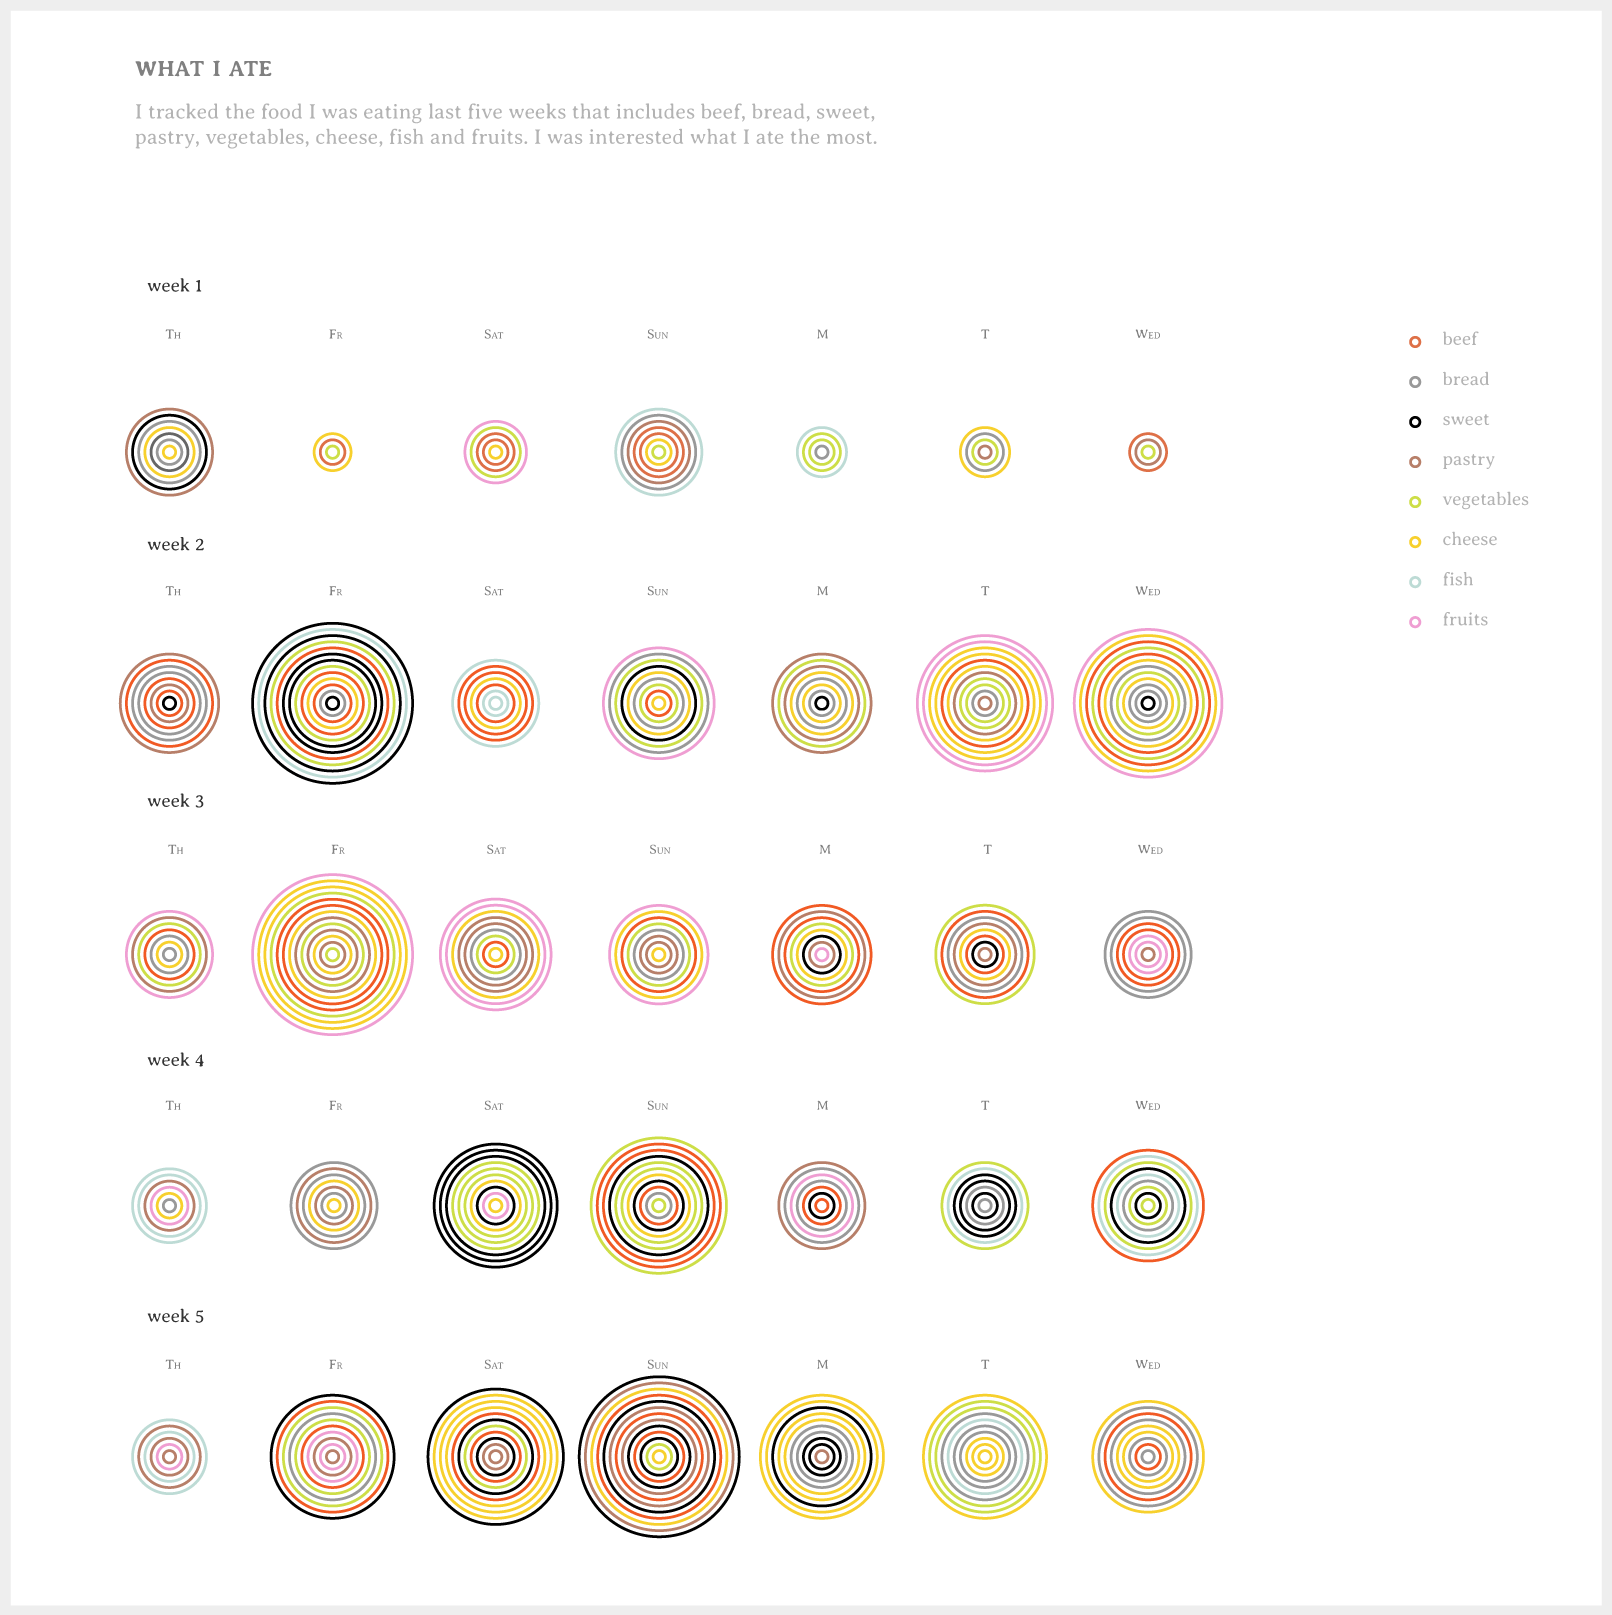 WHAT I ATE
I tracked the food I was eating last five weeks that includes beef, bread, sweet,
pastry, vegetables, cheese, fish and fruits. I was interested what I ate the most.
week 1
Th Fr Sat Sun M T Wed
beef
bread
sweet
pastry
vegetables
cheese
fish
fruits
week 2
Th Fr Sat Sun M T Wed
week 3
Th Fr Sat Sun M T Wed
week 4
Th Fr Sat Sun M T Wed
week 5
Th Fr Sat Sun M T Wed